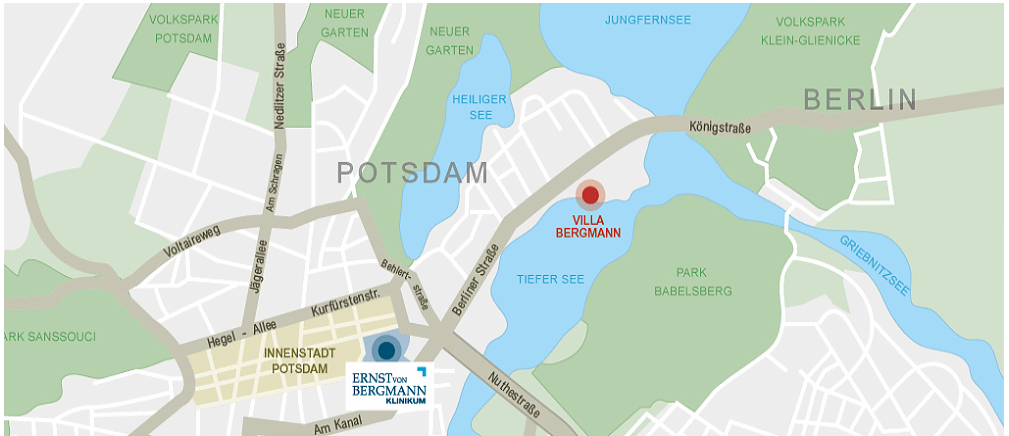 VOLKSPARK
POTSDAM
NEUER
GARTEN
NEUER
GARTEN
JUNGFERNSEE
VOLKSPARK
KLEIN-GLIENICKE
Nedlitzer Straße
HEILIGER
SEE
BERLIN
Königstraße
POTSDAM
Am Schragen
VILLA
BERGMANN
Voltaireweg
Jägerallee
Behlert-
straße
Berliner Straße
TIEFER SEE
PARK
BABELSBERG
GRIEBNITZSEE
Kurfürstenstr.
Hegel - Allee
ARK SANSSOUCI
INNENSTADT
POTSDAM
ERNST VON
BERGMANN
KLINIKUM
Nuthestraße
Am Kanal